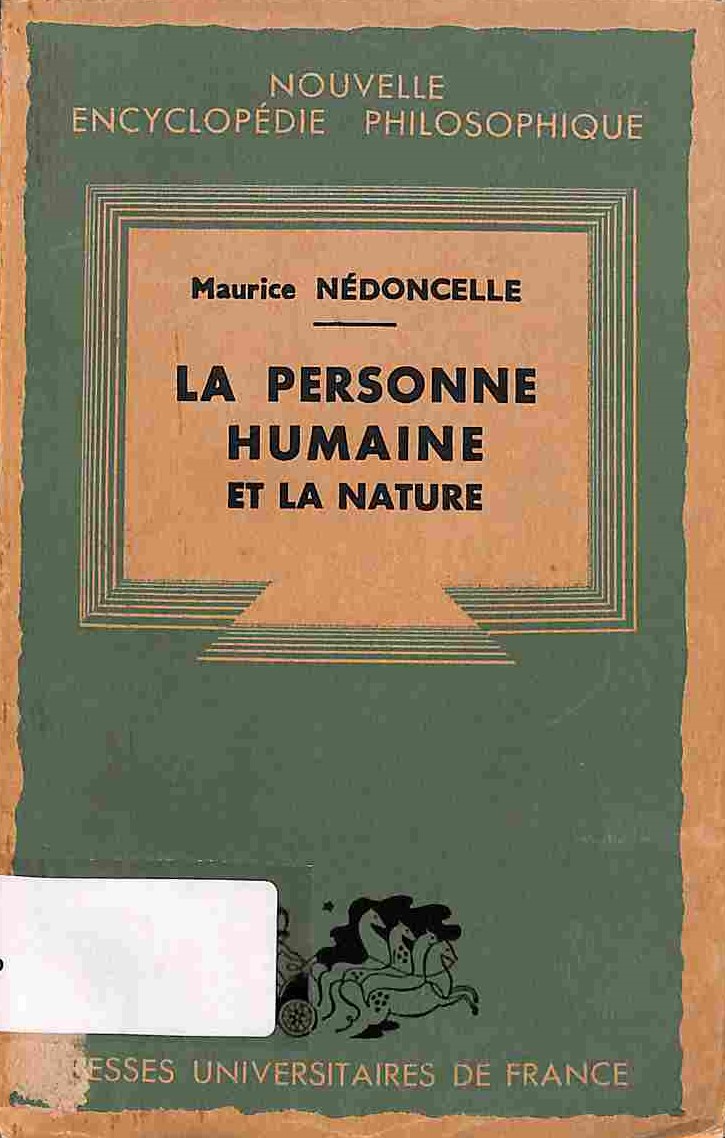 NOUVELLE
ENCYCLOPÉDIE PHILOSOPHIQUE
Maurice NÉDONCELLE
LA PERSONNE
HUMAINE
ET LA NATURE
ESSES UNIVERSITAIRES DE FRANCE